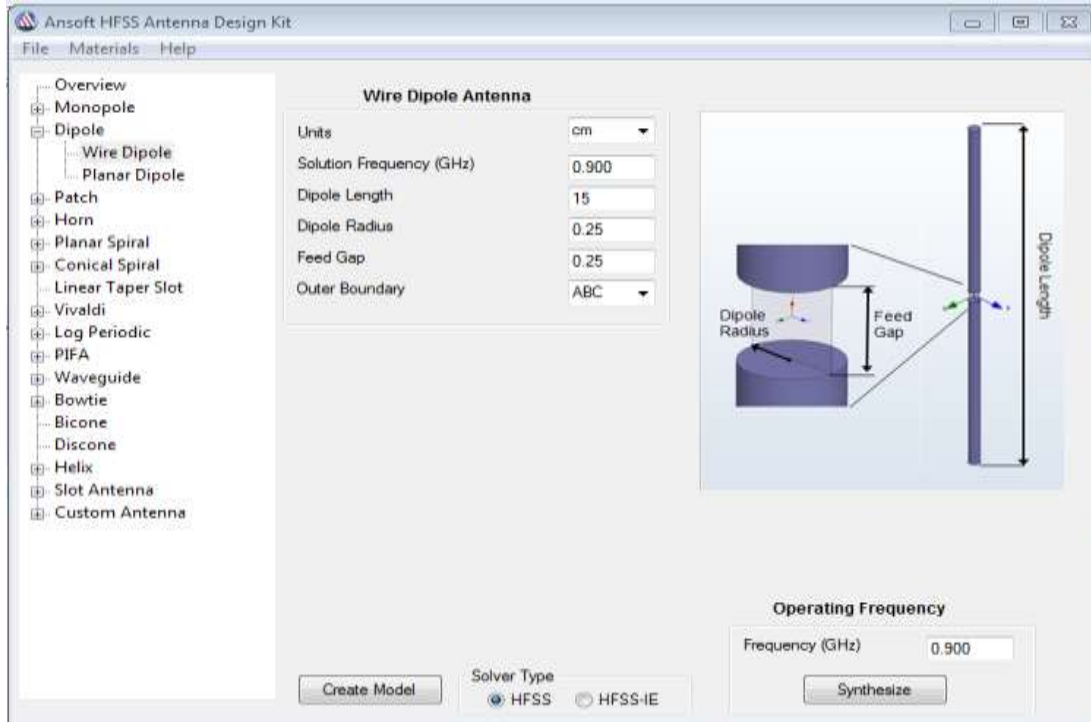 Ansoft HFSS Antenna Design Kit
File Materials Help
Overview
Monopole
Dipole
Wire Dipole
Planar Dipole
Patch
Horn
Planar Spiral
Conical Spiral
Linear Taper Slot
Vivaldi
Log Periodic
PIFA
Waveguide
Bowtie
Bicone
Discone
Helix
Slot Antenna
Custom Antenna
Wire Dipole Antenna
Units cm
Solution Frequency (GHz) 0.900
Dipole Length 15
Dipole Radius 0.25
Feed Gap 0.25
Outer Boundary ABC
Dipole
Radius
Feed
Gap
Dipole Length
Operating Frequency
Frequency (GHz) 0.900
Synthesize
Create Model
Solver Type
HFSS HFSS-IE